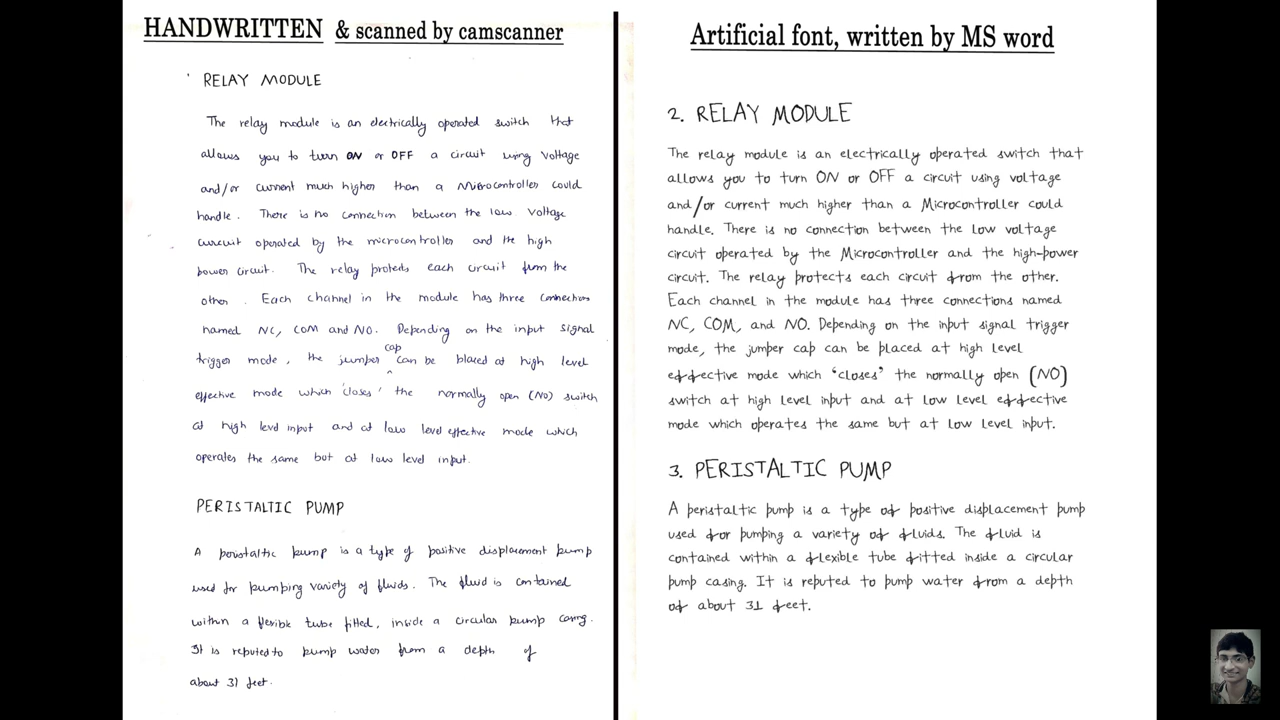 HANDWRITTEN & scanned by camscanner
RELAY MODULE
The relay module is an electrically operated switch that
allows you to turn ON or OFF a circuit using Voltage
and/or current much higher than a Microcontroller could
handle. There is no connection between the low Voltage
curcuit operated by the microcontroller and the high
power circuit. The relay protects each circuit from the
other. Each channel in the module has three connections
named NC, COM and NO. Depending on the input signal
cap
trigger mode, the jumper ^ can be placed at high level
effective mode which 'closes' the normally open (NO) switch
at high level input and at low level effective mode which
operates the same but at low level input.
PERISTALTIC PUMP
A peristaltic pump is a type of positive displacement pump
used for pumping variety of fluids. The fluid is contained
within a flexible tube fitted, inside a circular pump casing.
It is reputed to pump water from a depth of
about 31 feet.
Artificial font, written by MS word
2. RELAY MODULE
The relay module is an electrically operated switch that
allows you to turn ON or OFF a circuit using voltage
and/or current much higher than a Microcontroller could
handle. There is no connection between the low voltage
circuit operated by the Microcontroller and the high-power
circuit. The relay protects each circuit from the other.
Each channel in the module has three connections named
NC, COM, and NO. Depending on the input signal trigger
mode, the jumper cap can be placed at high level
effective mode which “closes” the normally open (NO)
switch at high level input and at low level effective
mode which operates the same but at low level input.
3. PERISTALTIC PUMP
A peristaltic pump is a type of positive displacement pump
used for pumping a variety of fluids. The fluid is
contained within a flexible tube fitted inside a circular
pump casing. It is reputed to pump water from a depth
of about 31 feet.